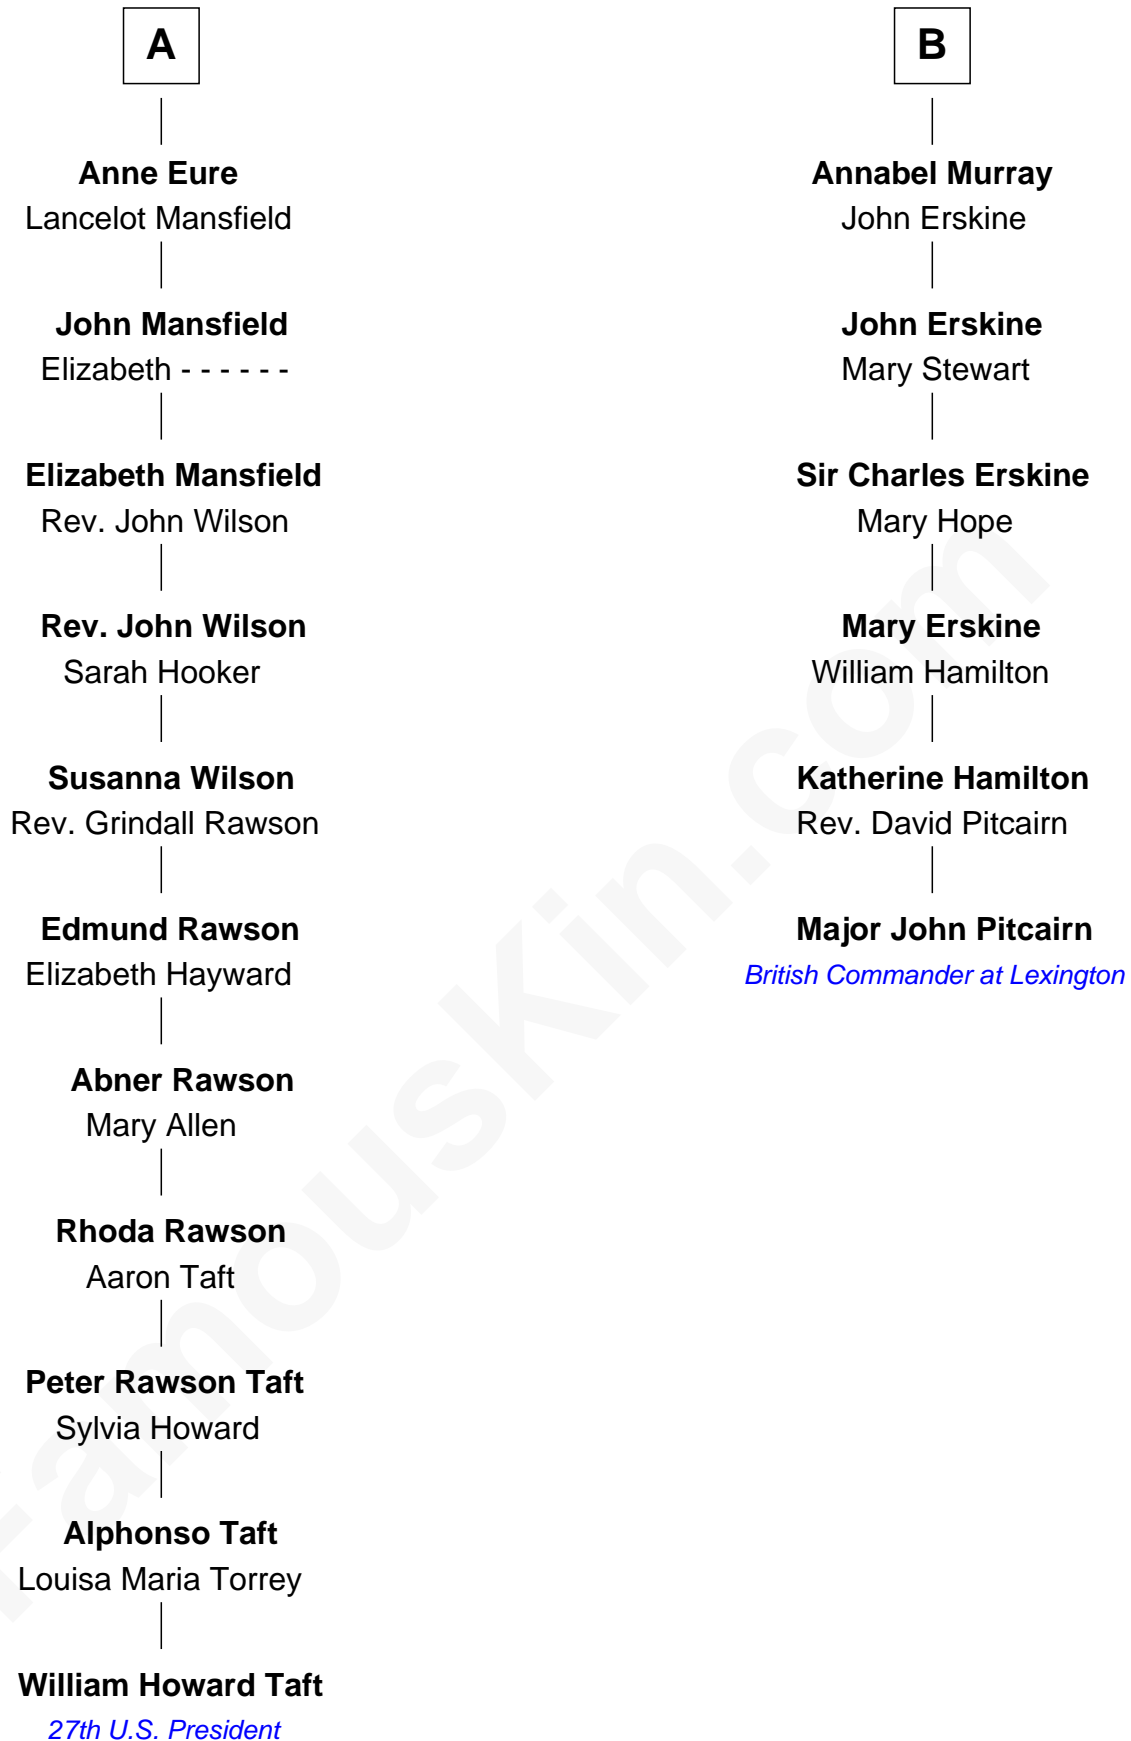 A
Anne Eure
Lancelot Mansfield
John Mansfield
Elizabeth - - - - - -
Elizabeth Mansfield
Rev. John Wilson
Rev. John Wilson
Sarah Hooker
Susanna Wilson
Rev. Grindall Rawson
Edmund Rawson
Elizabeth Hayward
Abner Rawson
Mary Allen
Rhoda Rawson
Aaron Taft
Peter Rawson Taft
Sylvia Howard
Alphonso Taft
Louisa Maria Torrey
William Howard Taft
27th U.S. President
B
Annabel Murray
John Erskine
John Erskine
Mary Stewart
Sir Charles Erskine
Mary Hope
Mary Erskine
William Hamilton
Katherine Hamilton
Rev. David Pitcairn
Major John Pitcairn
British Commander at Lexington
FamousKin.com